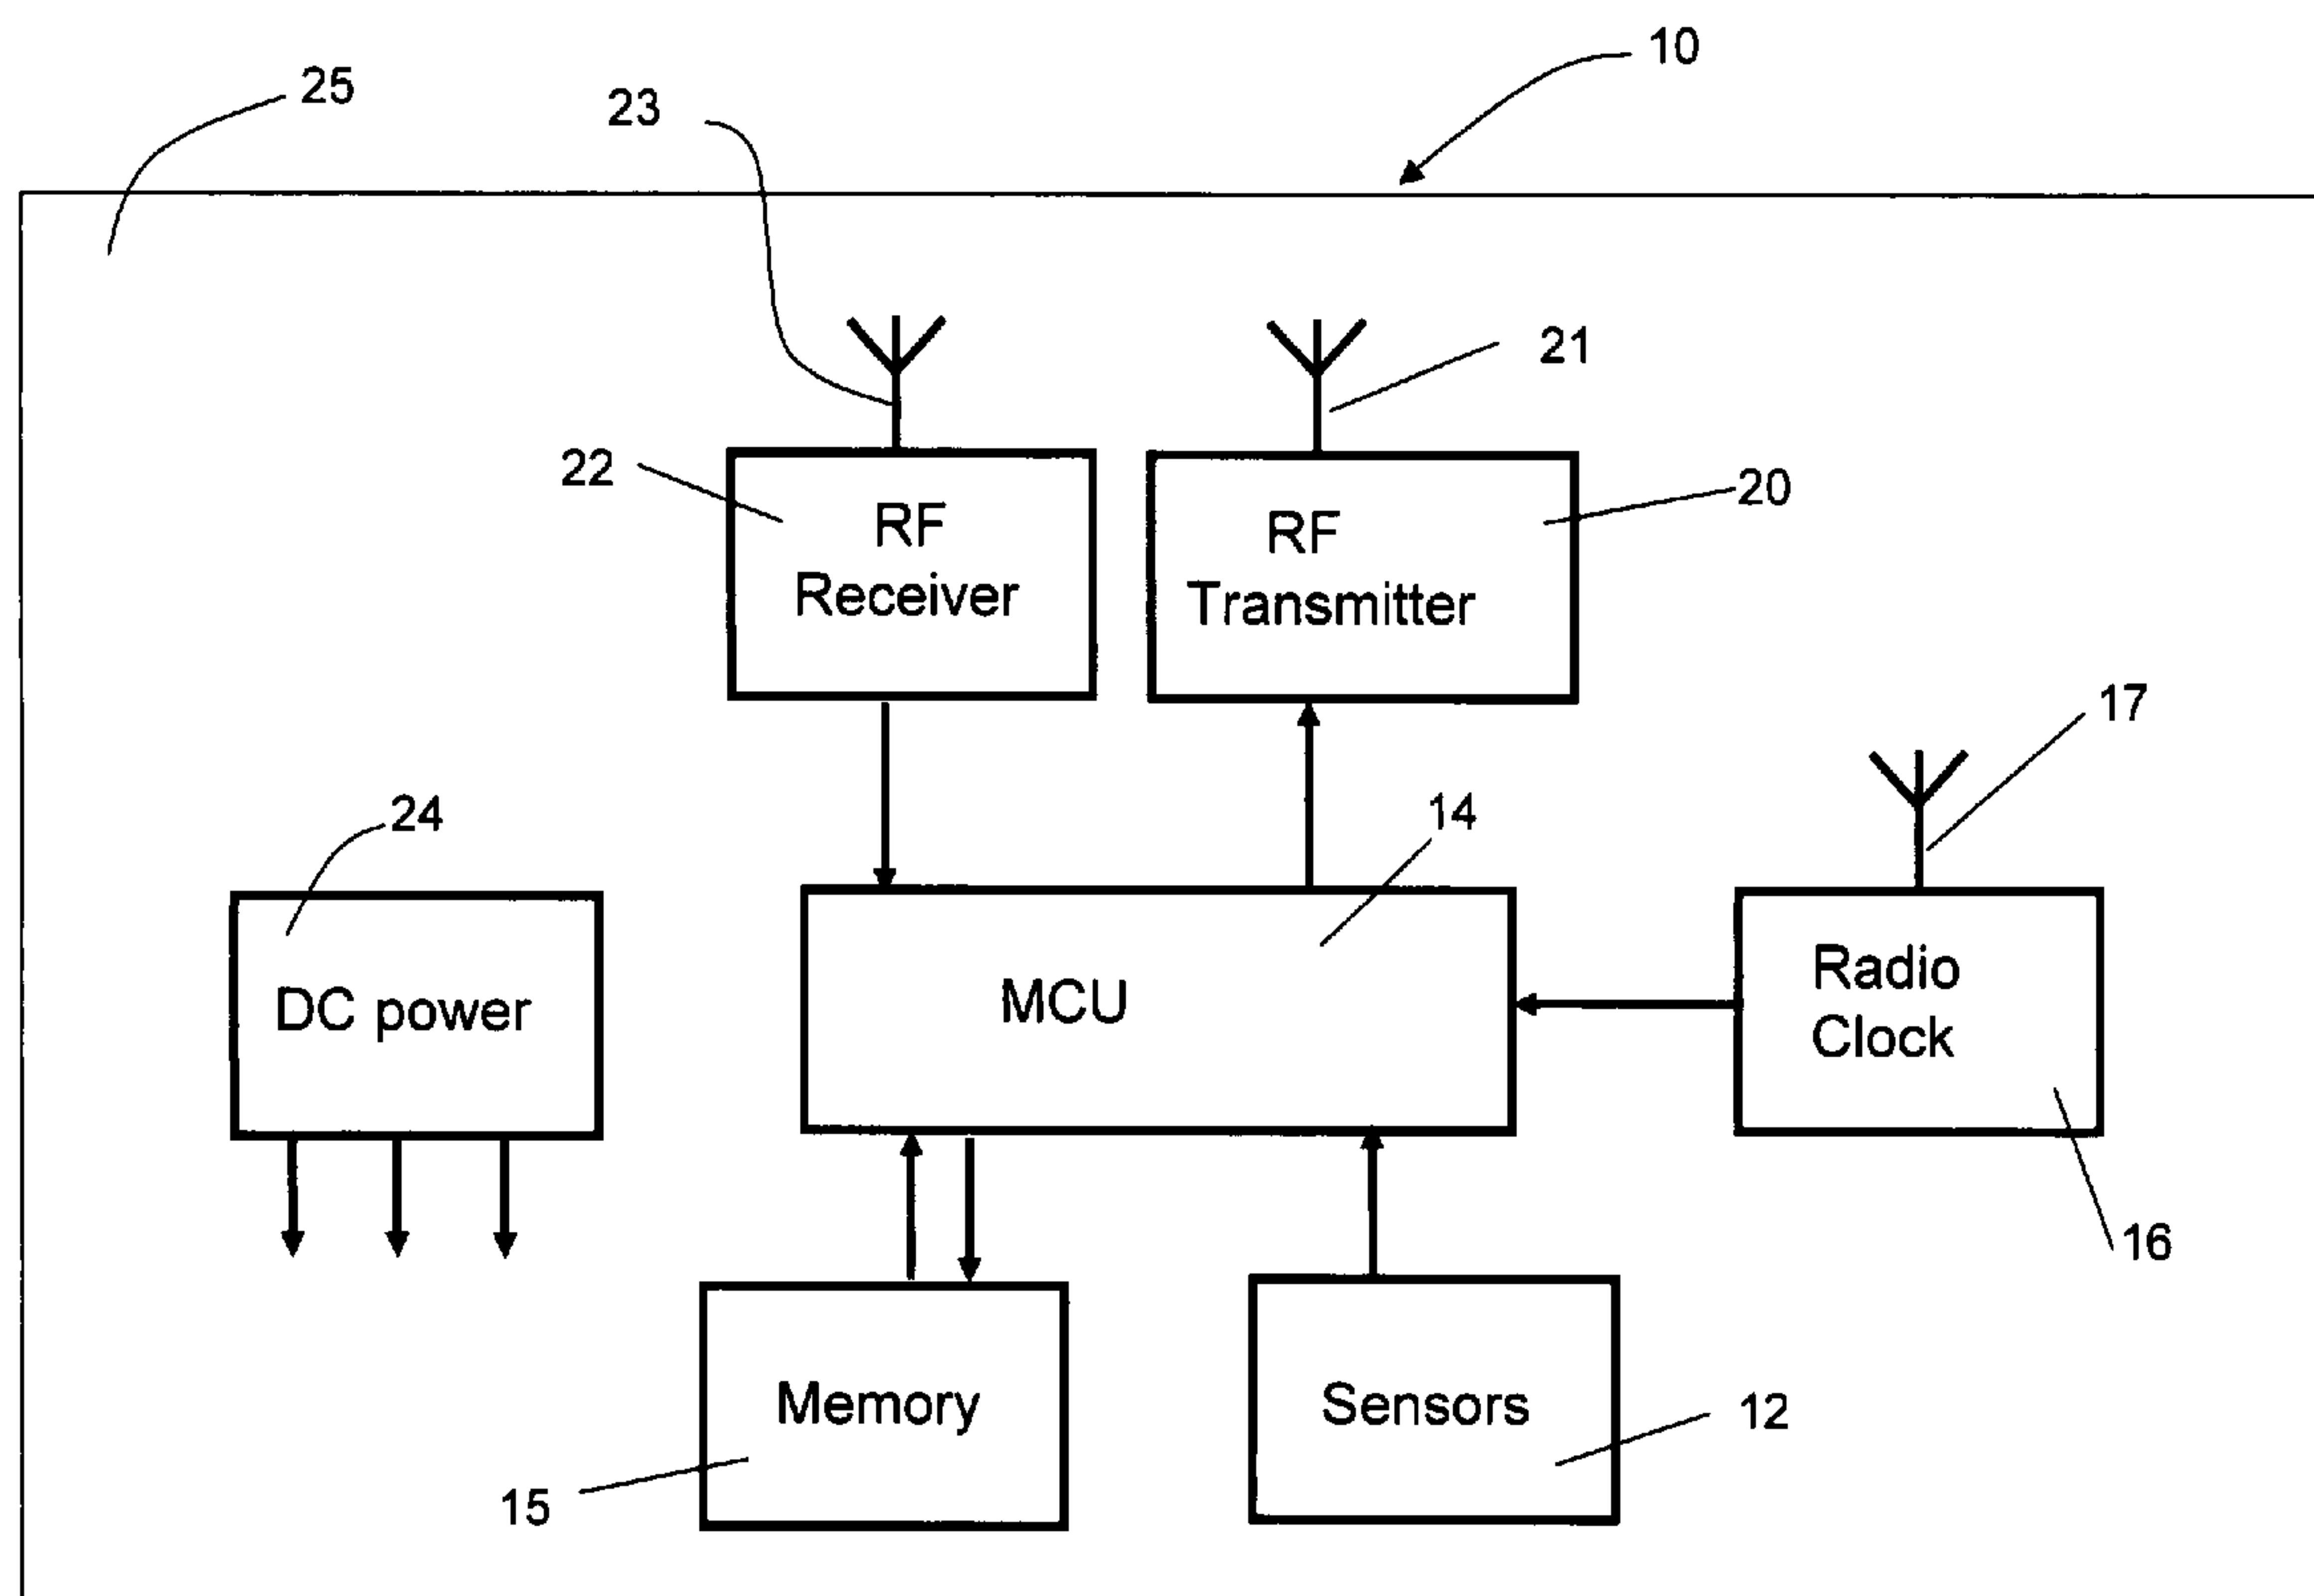 10
25
23
21
22
RF
Receiver
RF
Transmitter
20
17
24
14
DC power
MCU
Radio
Clock
16
Memory
Sensors
12
15